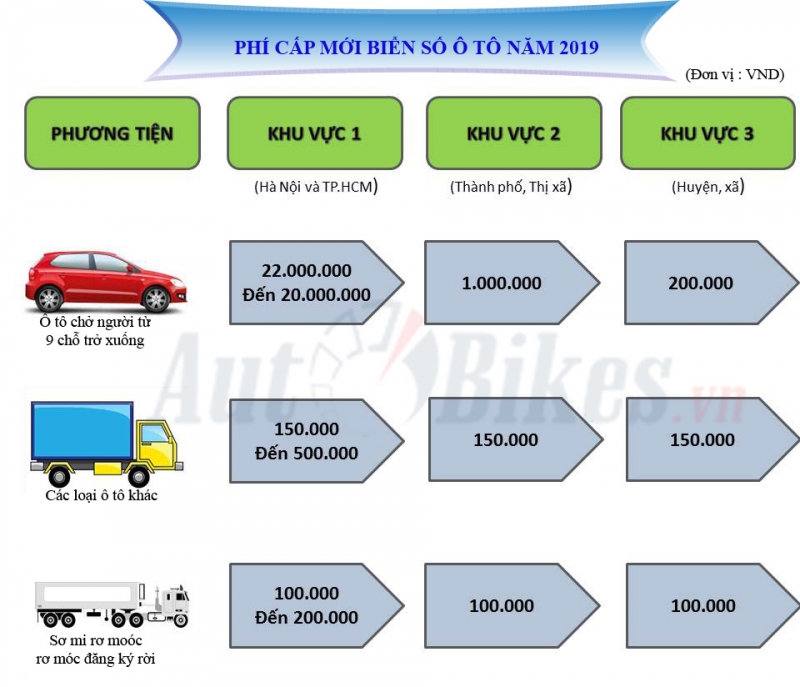 PHÍ CẤP MỚI BIỂN SỐ Ô TÔ NĂM 2019
(Đơn vị : VND)
PHƯƠNG TIỆN
KHU VỰC 1
KHU VỰC 2
KHU VỰC 3
(Hà Nội và TP.HCM)
(Thành phố, Thị xã)
(Huyện, xã)
22.000.000
Đến 20.000.000
1.000.000
200.000
Ô tô chở người từ
9 chỗ trở xuống
AutoBikes.vn
150.000
Đến 500.000
150.000
150.000
Các loại ô tô khác
100.000
Đến 200.000
100.000
100.000
Sơ mi rơ moóc
rơ móc đăng ký rời